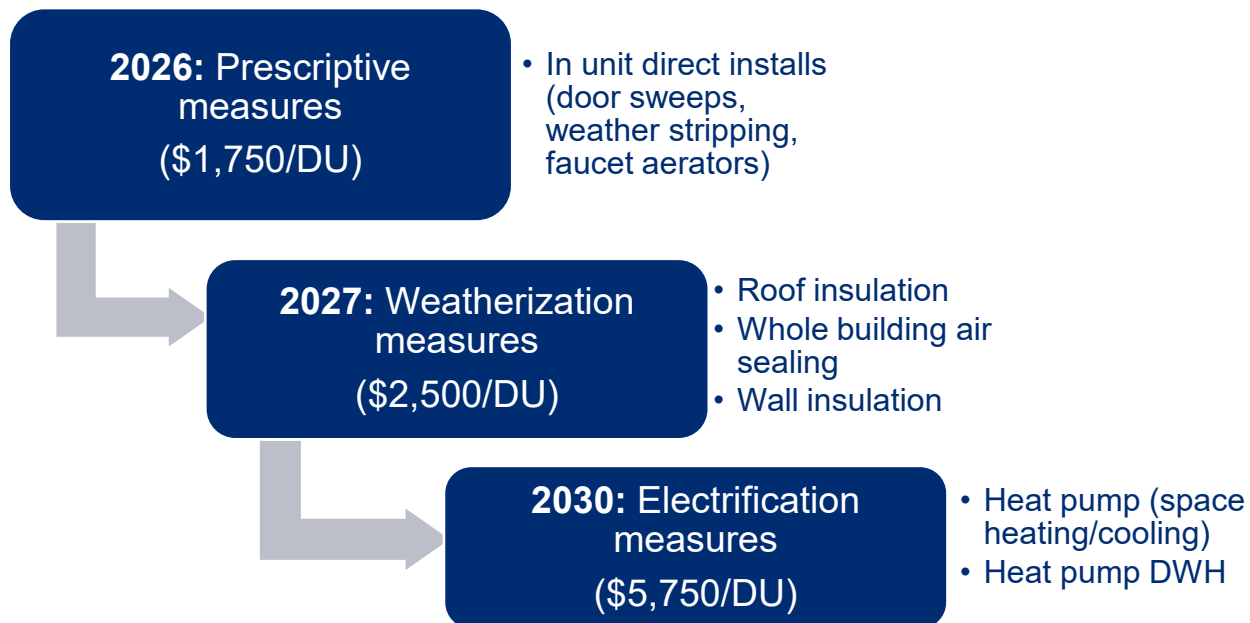 2026: Prescriptive
measures
($1,750/DU)
• In unit direct installs
(door sweeps,
weather stripping,
faucet aerators)
2027: Weatherization
measures
($2,500/DU)
• Roof insulation
• Whole building air
sealing
• Wall insulation
2030: Electrification
measures
($5,750/DU)
• Heat pump (space
heating/cooling)
• Heat pump DWH